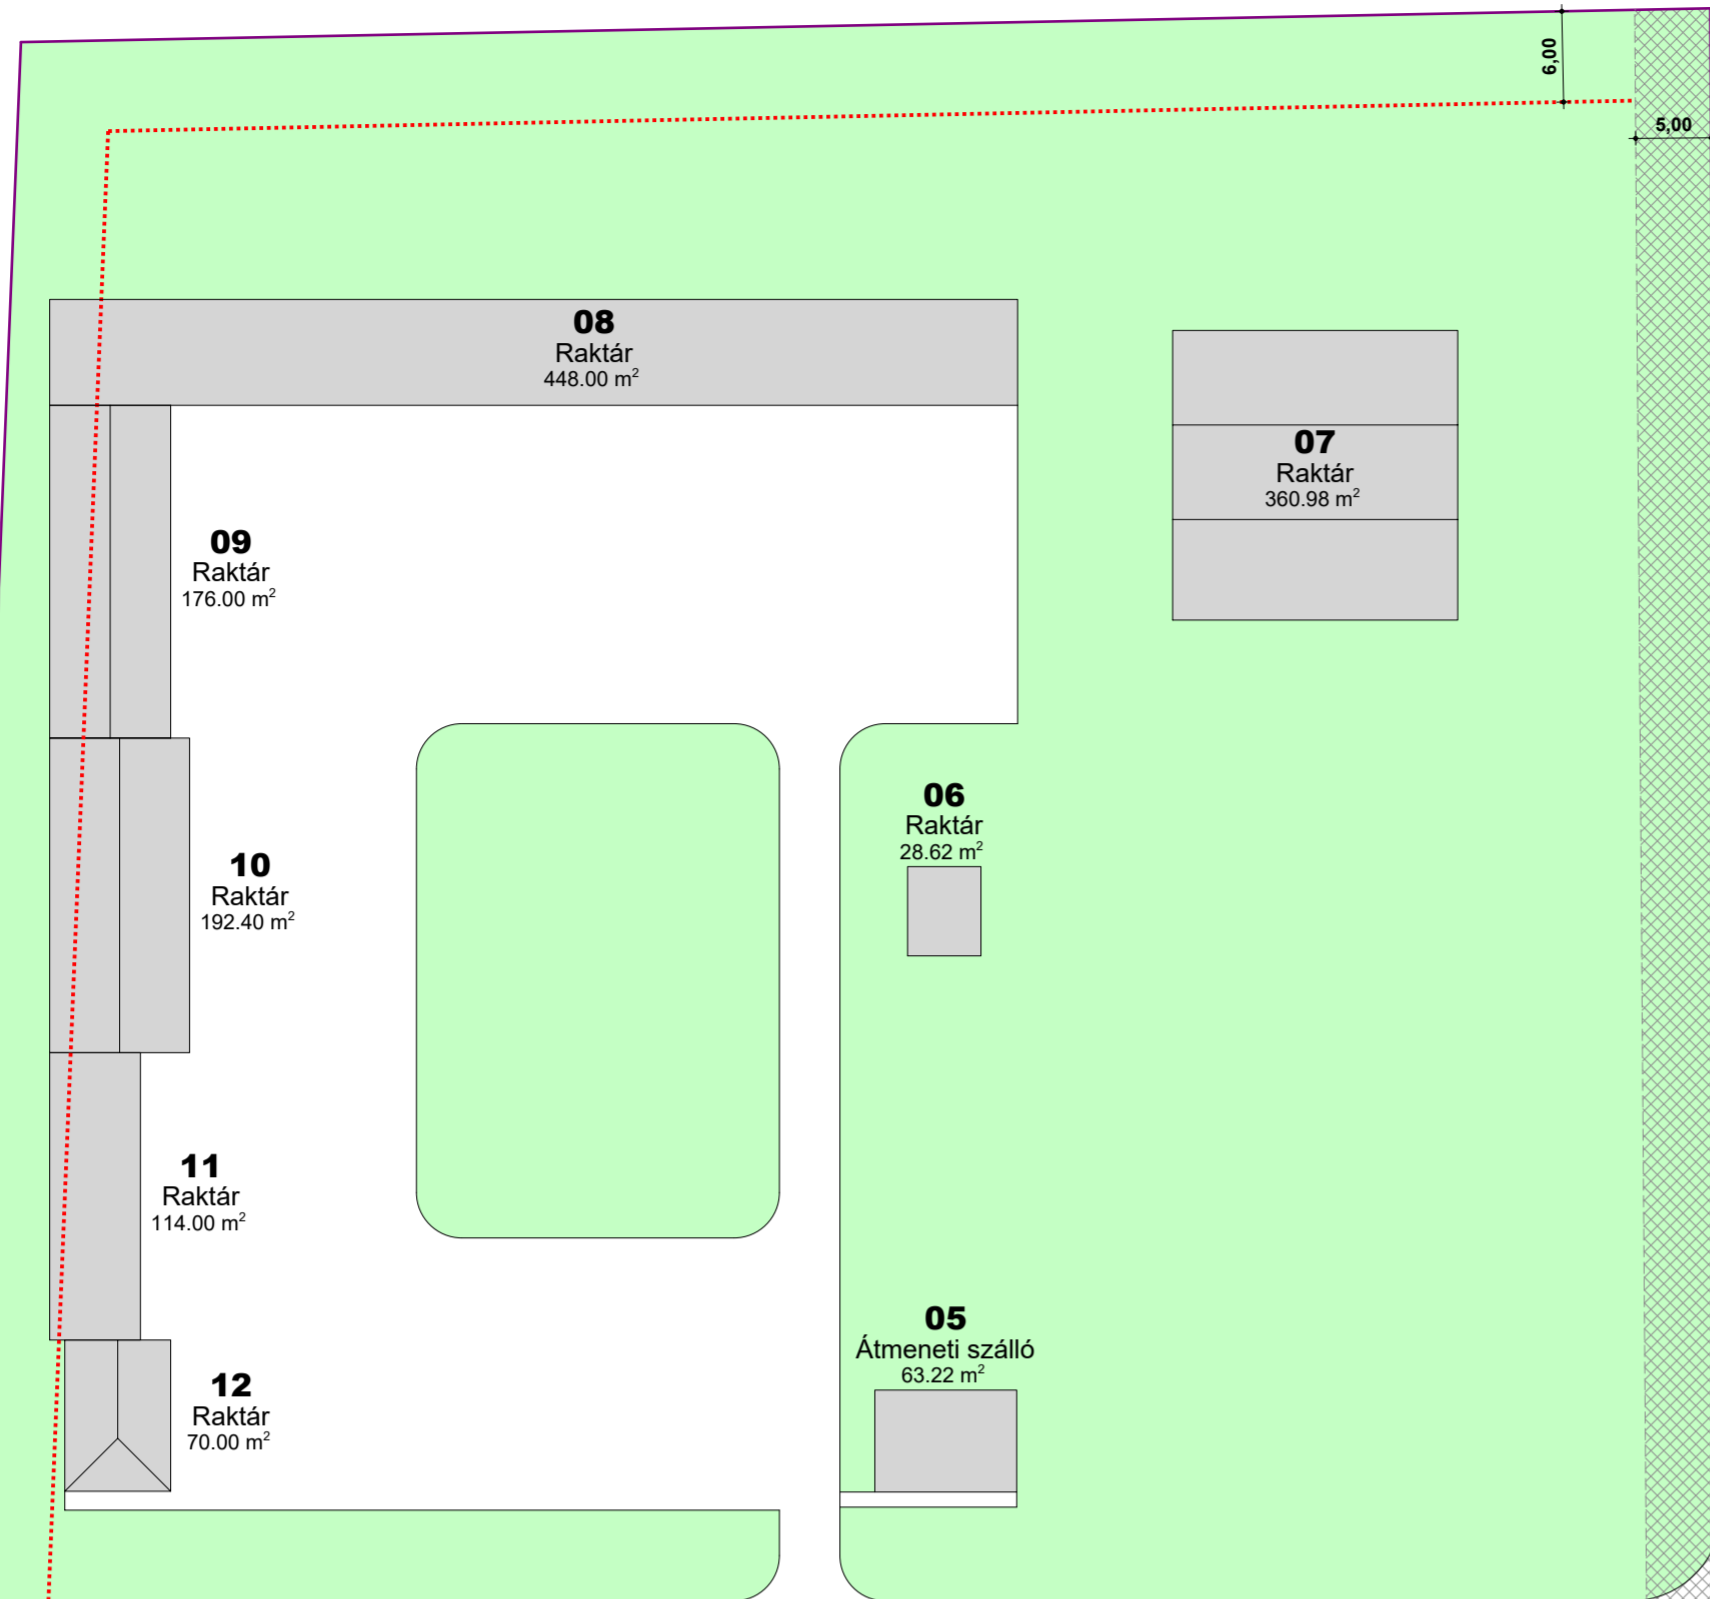 6,00
5,00
08
Raktár
448.00 m²
07
Raktár
360.98 m²
09
Raktár
176.00 m²
06
Raktár
28.62 m²
10
Raktár
192.40 m²
11
Raktár
114.00 m²
05
Átmeneti szálló
63.22 m²
12
Raktár
70.00 m²